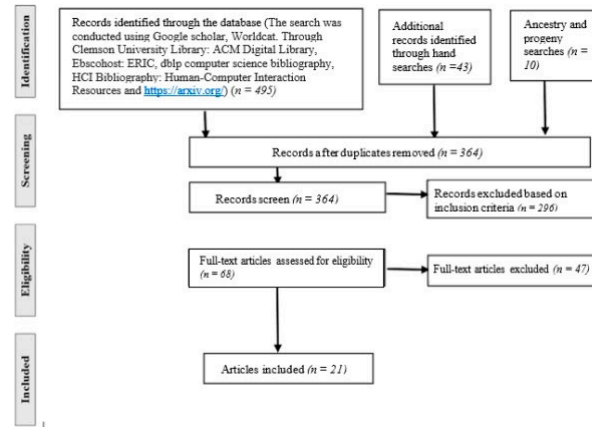 Identification
Records identified through the database (The search was
conducted using Google scholar, Worldcat. Through
Clemson University Library: ACM Digital Library,
Ebscohost: ERIC, dblp computer science bibliography,
HCI Bibliography: Human-Computer Interaction
Resources and https://arxiv.org/) (n = 495)
Additional
records identified
through hand
searches (n =43)
Ancestry and
progeny
searches (n =
10)
Screening
Records after duplicates removed (n = 364)
Records screen (n = 364)
Records excluded based on
inclusion criteria (n = 296)
Eligibility
Full-text articles assessed for eligibility
(n = 68)
Full-text articles excluded (n = 47)
Included
Articles included (n = 21)